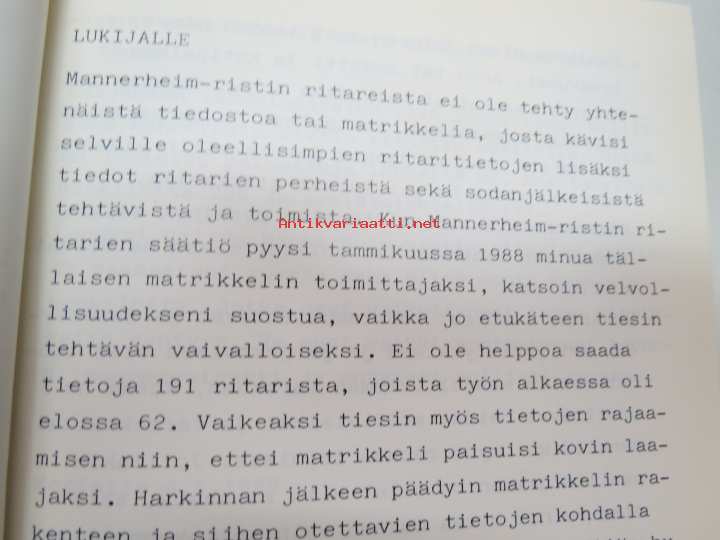 LUKIJALLE
Mannerheim-ristin ritareista ei ole tehty yhte-
näistä tiedostoa tai matrikkelia, josta kävisi
selville oleellisimpien ritaritietojen lisäksi
tiedot ritarien perheistä sekä sodanjälkeisistä
tehtävistä ja toimista. Kun Mannerheim-ristin ri-
Antikvariaatti.net
tarien säätiö pyysi tammikuussa 1988 minua täl-
laisen matrikkelin toimittajaksi, katsoin velvol-
lisuudekseni suostua, vaikka jo etukäteen tiesin
tehtävän vaivalloiseksi. Ei ole helppoa saada
tietoja 191 ritarista, joista työn alkaessa oli
elossa 62. Vaikeaksi tiesin myös tietojen rajaa-
misen niin, ettei matrikkeli paisuisi kovin laa-
jaksi. Harkinnan jälkeen päädyin matrikkelin ra-
kenteen ja siihen otettavien tietojen kohdalla